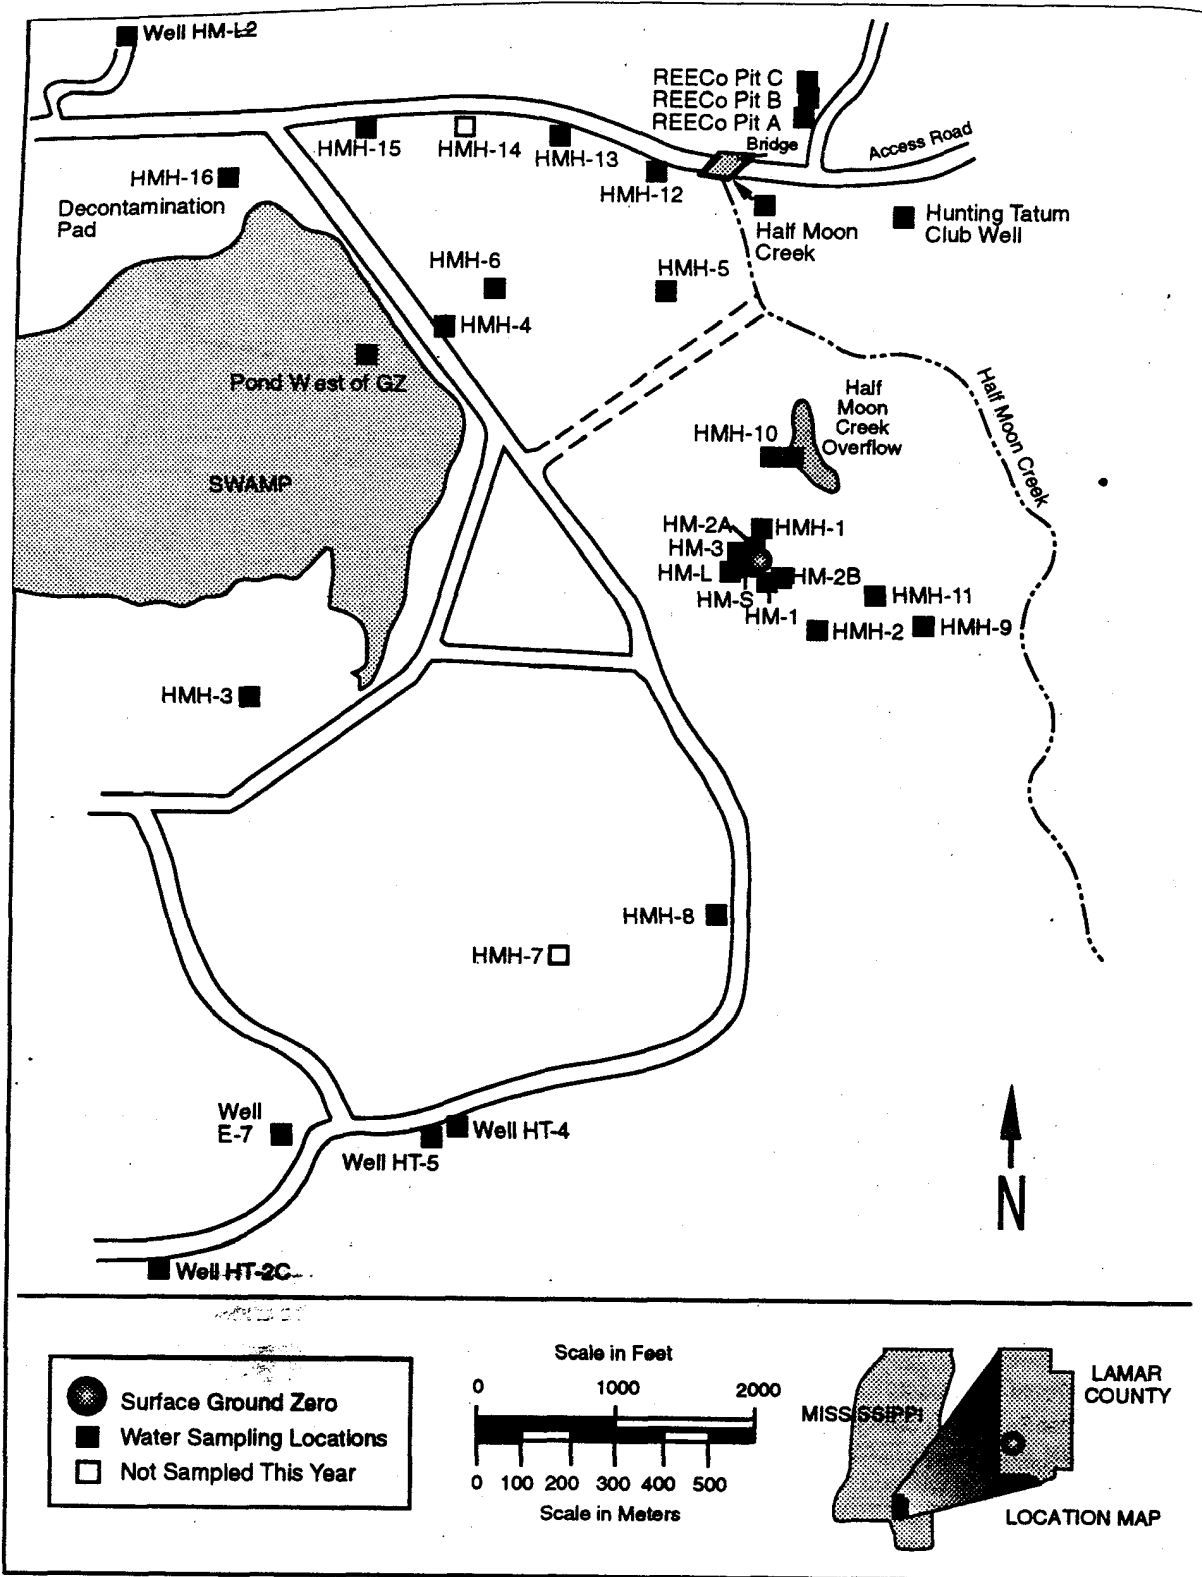 Well HM-L2
REECo Pit C
REECo Pit B
REECo Pit A
Bridge
Access Road
HMH-15
HMH-14
HMH-13
HMH-12
HMH-16
Decontamination
Pad
Half Moon
Creek
Hunting Tatum
Club Well
HMH-6
HMH-5
HMH-4
Pond West of GZ
Half
Moon
Creek
Overflow
Half Moon Creek
HMH-10
SWAMP
HM-2A
HMH-1
HM-3
HM-L
HM-2B
HM-S
HM-1
HMH-11
HMH-2
HMH-9
HMH-3
HMH-8
HMH-7
Well
E-7
Well HT-4
Well HT-5
N
Well HT-2C
Surface Ground Zero
Water Sampling Locations
Not Sampled This Year
Scale in Feet
0 1000 2000
0 100 200 300 400 500
Scale in Meters
MISSISSIPPI
LAMAR
COUNTY
LOCATION MAP